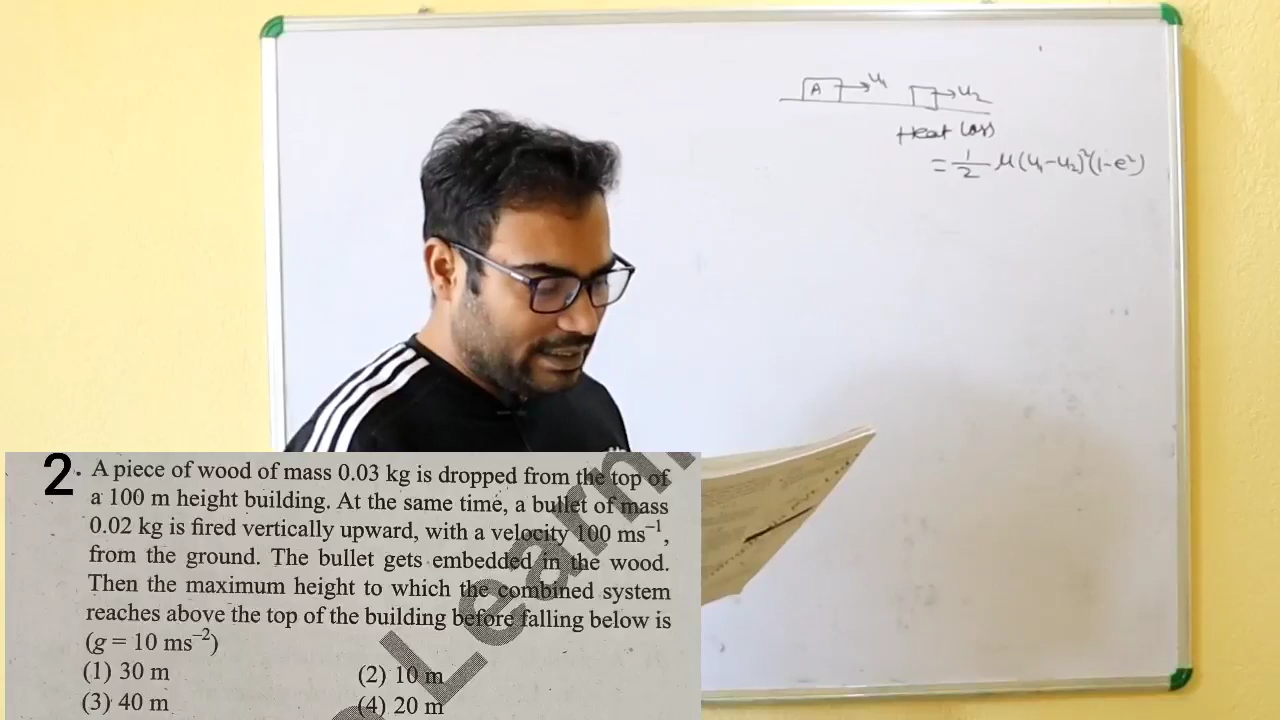 A → u₁ → u₂
Heat Loss
= 1/2 μ(u₁-u₂)²(1-e²)
2. A piece of wood of mass 0.03 kg is dropped from the top of
a 100 m height building. At the same time, a bullet of mass
0.02 kg is fired vertically upward, with a velocity 100 ms⁻¹,
from the ground. The bullet gets embedded in the wood.
Then the maximum height to which the combined system
reaches above the top of the building before falling below is
(g = 10 ms⁻²)
(1) 30 m (2) 10 m
(3) 40 m (4) 20 m
Learn